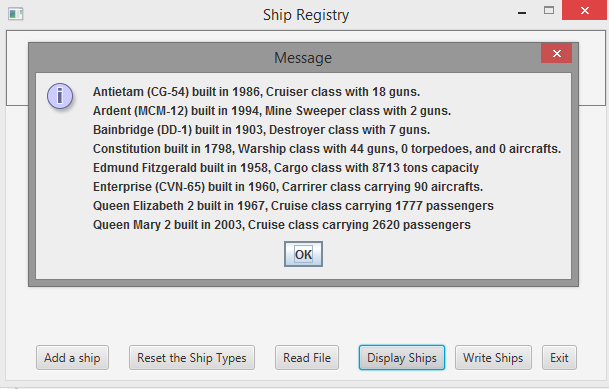 Ship Registry
Message
Antietam (CG-54) built in 1986, Cruiser class with 18 guns.
Ardent (MCM-12) built in 1994, Mine Sweeper class with 2 guns.
Bainbridge (DD-1) built in 1903, Destroyer class with 7 guns.
Constitution built in 1798, Warship class with 44 guns, 0 torpedoes, and 0 aircrafts.
Edmund Fitzgerald built in 1958, Cargo class with 8713 tons capacity
Enterprise (CVN-65) built in 1960, Carrirer class carrying 90 aircrafts.
Queen Elizabeth 2 built in 1967, Cruise class carrying 1777 passengers
Queen Mary 2 built in 2003, Cruise class carrying 2620 passengers
OK
Add a ship Reset the Ship Types Read File Display Ships Write Ships Exit